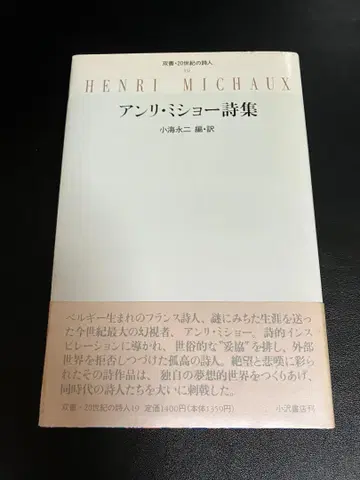 双書・20世紀の詩人
19
HENRI MICHAUX
アンリ・ミショー詩集
小海永二 編・訳
ベルギー生まれのフランス詩人。謎にみちた生涯を送っ
た今世紀最大の幻視者、アンリ・ミショー。詩的インス
ピレーションに導かれ、世俗的な“妥協”を排し、外部
世界を拒否しつづけた孤高の詩人。絶望と悲嘆に彩ら
れたその詩作品は、独自の夢想的世界をつくりあげ、
同時代の詩人たちを大いに刺戟した。
双書・20世紀の詩人19 定価1400円(本体1359円)
小沢書店刊